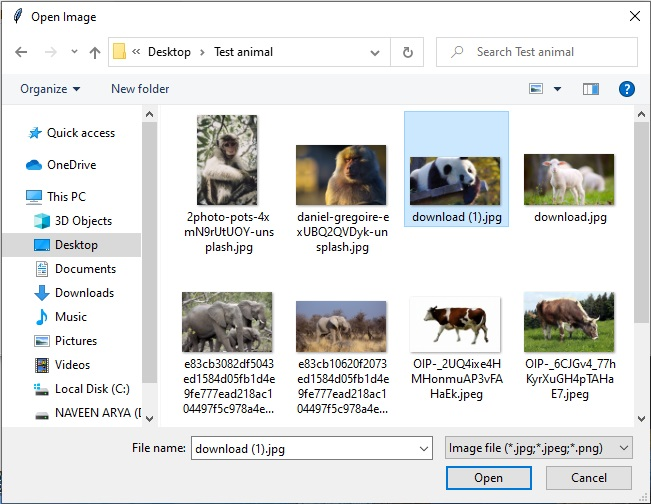 Open Image
« Desktop › Test animal
Search Test animal
Organize
New folder
?
Quick access
OneDrive
This PC
3D Objects
Desktop
Documents
Downloads
Music
Pictures
Videos
Local Disk (C:)
NAVEEN ARYA (D
2photo-pots-4x
mN9rUtUOY-uns
plash.jpg
daniel-gregoire-e
xUBQ2QVDyk-un
splash.jpg
download (1).jpg
download.jpg
e83cb3082df5043
ed1584d05fb1d4e
9fe777ead218ac1
04497f5c978a4e...
e83cb10620f2073
ed1584d05fb1d4e
9fe777ead218ac1
04497f5c978a4e...
OIP-_2UQ4ixe4H
MHonmuAP3vFA
HaEk.jpeg
OIP-_6CJGv4_77h
KyrXuGH4pTAHa
E7.jpeg
File name:
download (1).jpg
Image file (*.jpg;*.jpeg;*.png)
Open
Cancel